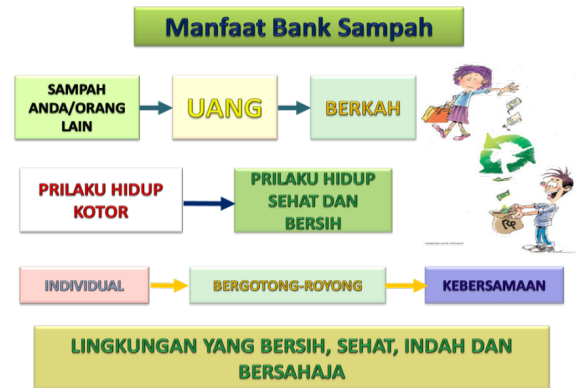 Manfaat Bank Sampah
SAMPAH
ANDA/ORANG
LAIN
UANG
BERKAH
PRILAKU HIDUP
KOTOR
PRILAKU HIDUP
SEHAT DAN
BERSIH
INDIVIDUAL
BERGOTONG-ROYONG
KEBERSAMAAN
LINGKUNGAN YANG BERSIH, SEHAT, INDAH DAN
BERSAHAJA